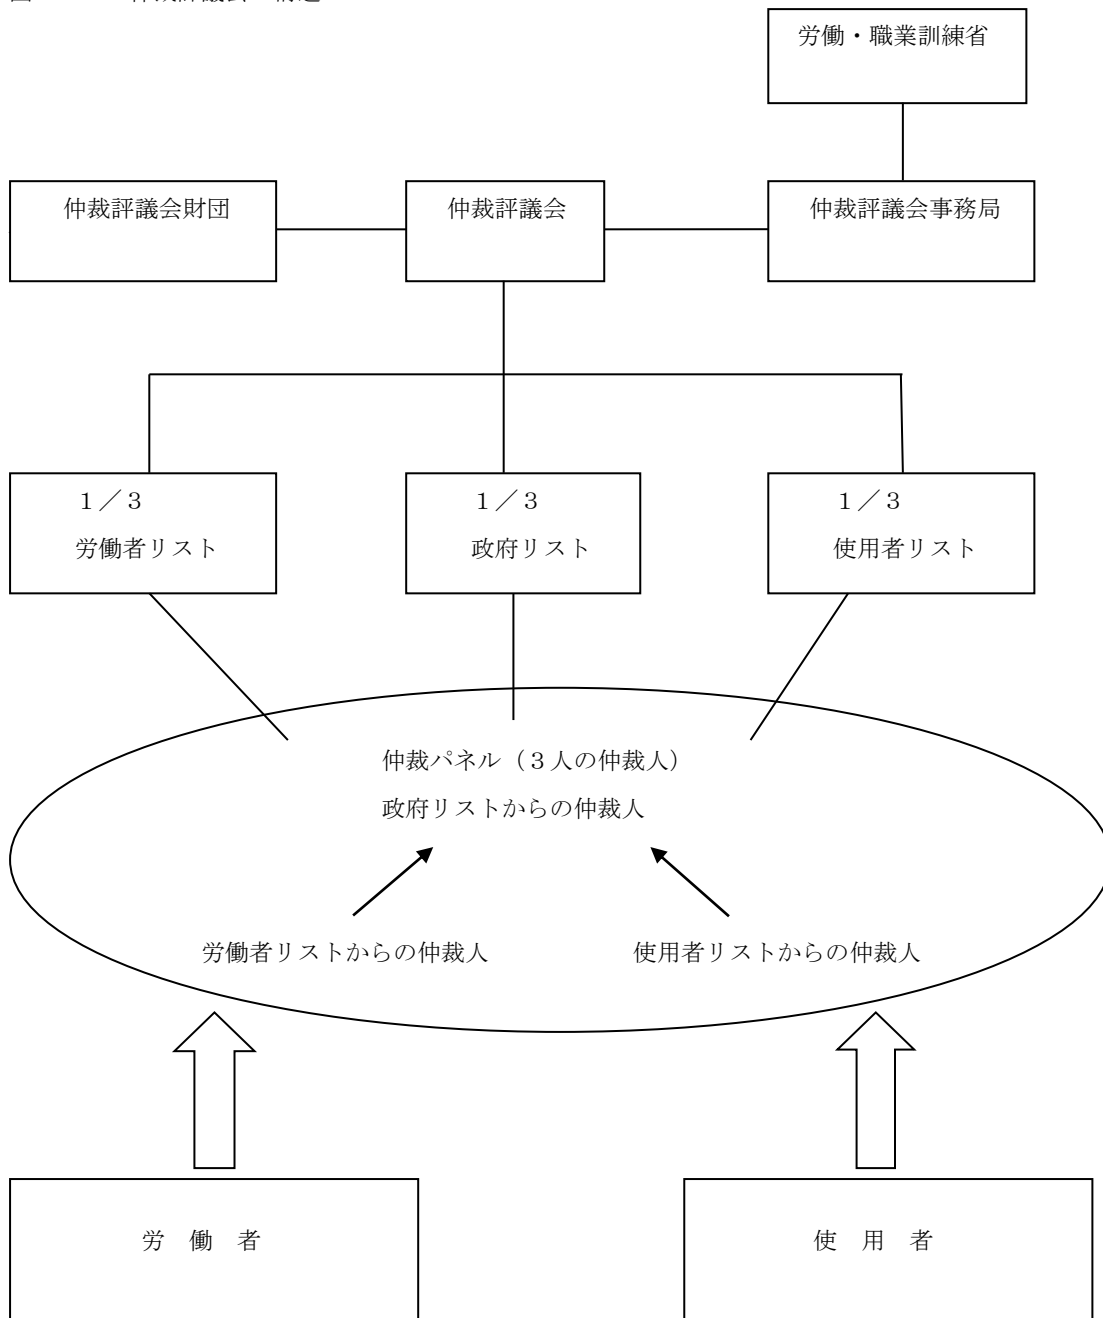 労働・職業訓練省
仲裁評議会財団
仲裁評議会
仲裁評議会事務局
１／３
労働者リスト
１／３
政府リスト
１／３
使用者リスト
仲裁パネル（３人の仲裁人）
政府リストからの仲裁人
労働者リストからの仲裁人
使用者リストからの仲裁人
労　働　者
使　用　者